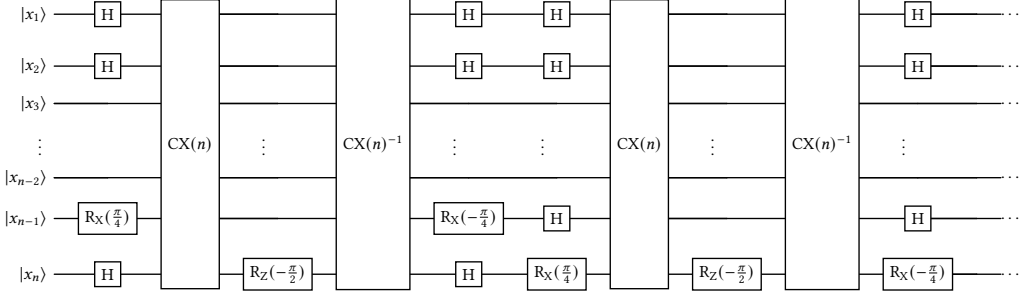 |x₁⟩ H H H H ···
|x₂⟩ H H H H ···
|x₃⟩ ···
⋮ CX(n) ⋮ CX(n)⁻¹ ⋮ ⋮ CX(n) ⋮ CX(n)⁻¹ ⋮
|xₙ₋₂⟩ ···
|xₙ₋₁⟩ R_X(π/4) R_X(−π/4) H H ···
|xₙ⟩ H R_Z(−π/2) H R_X(π/4) R_Z(−π/2) R_X(−π/4) ···